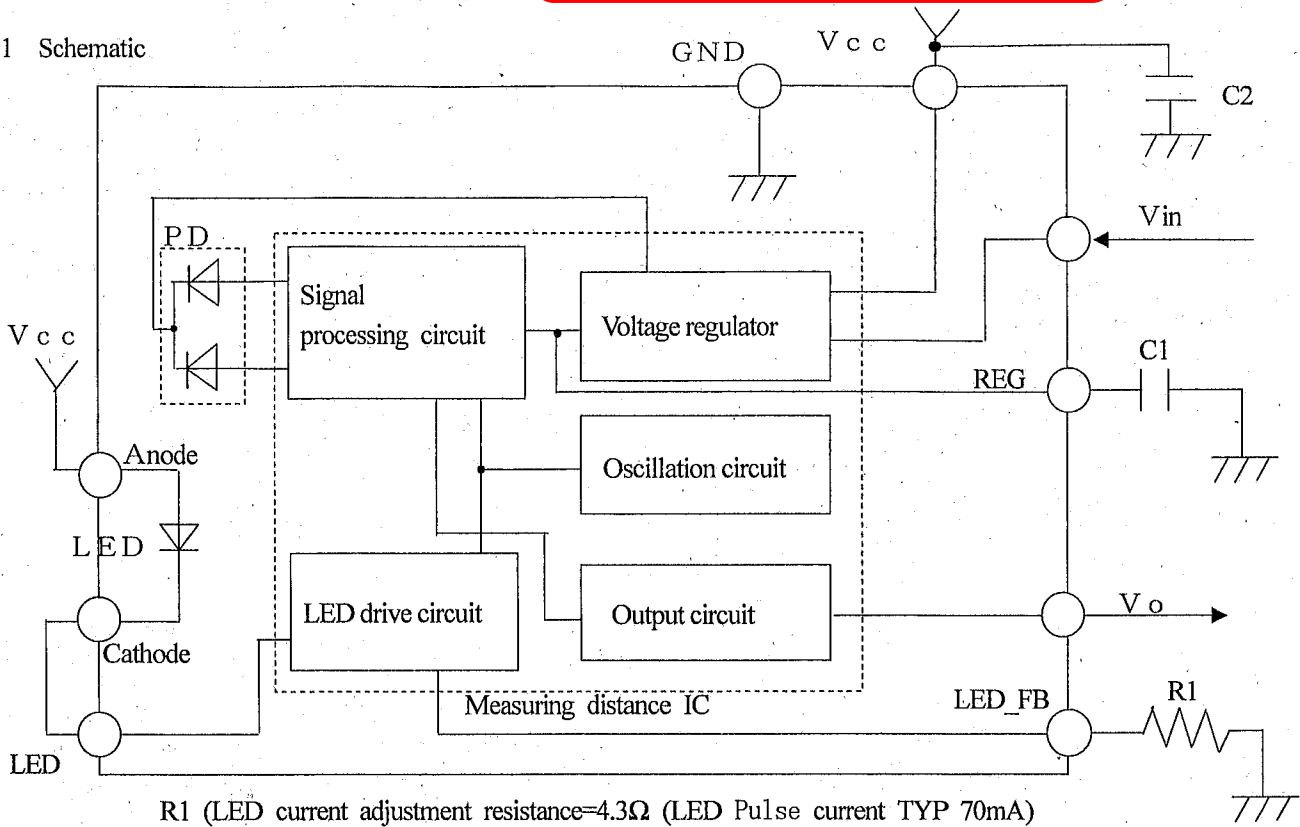 1 Schematic
GND
Vcc
C2
Vin
PD
Signal
processing circuit
Voltage regulator
Vcc
C1
REG
Anode
Oscillation circuit
LED
LED drive circuit
Output circuit
Vo
Cathode
Measuring distance IC
LED_FB
R1
LED
R1 (LED current adjustment resistance=4.3Ω (LED Pulse current TYP 70mA)